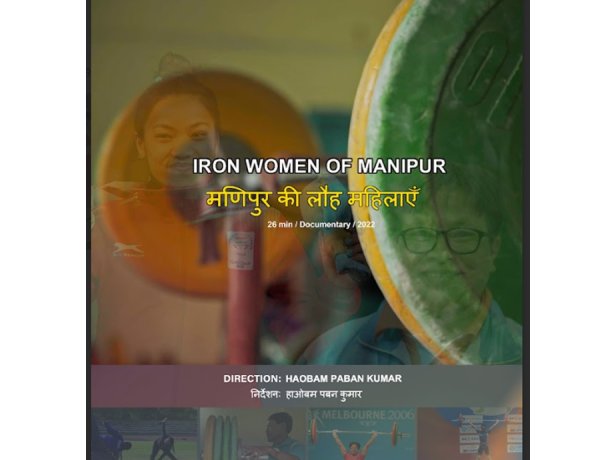 IRON WOMEN OF MANIPUR
मणिपुर की लौह महिलाएँ
26 min / Documentary / 2022
DIRECTION: HAOBAM PABAN KUMAR
निर्देशनः हाओबम पबन कुमार
MELBOURNE 2006